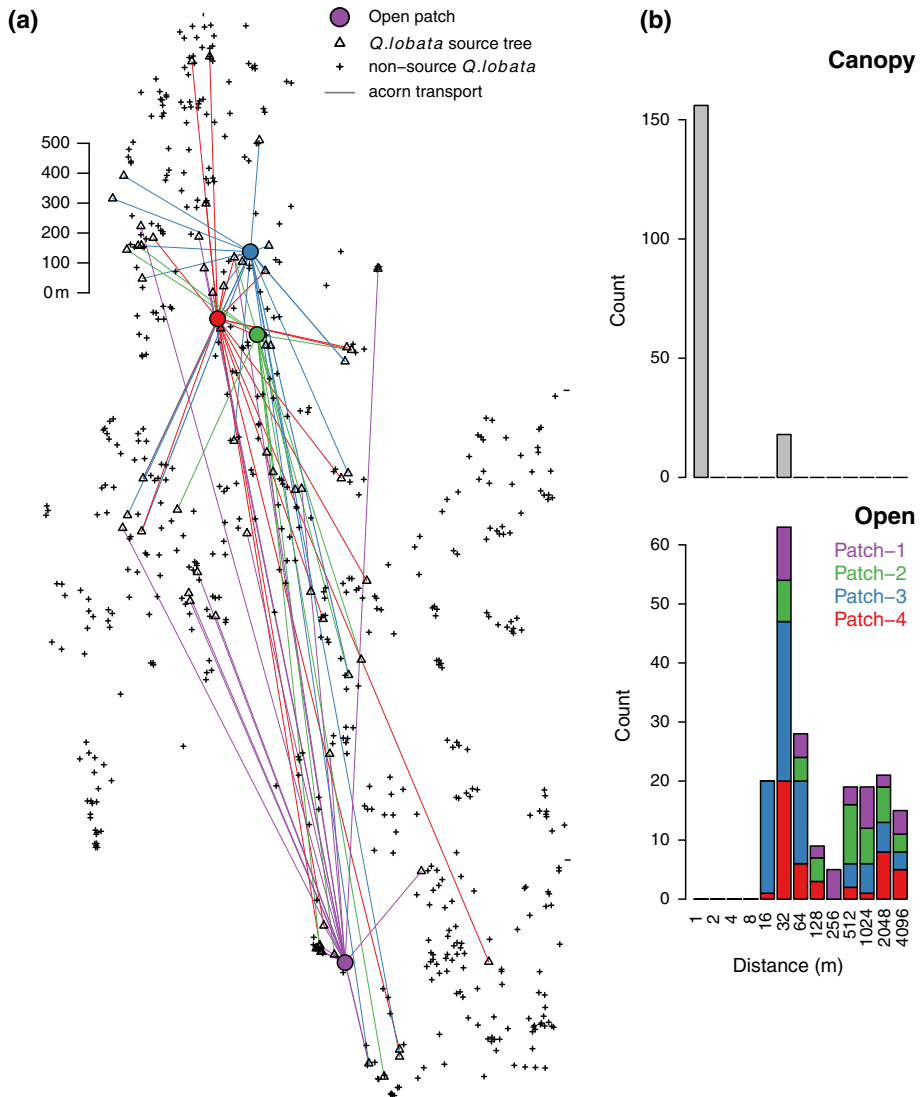 (a)
Open patch
Q.lobata source tree
non−source Q.lobata
acorn transport
500
400
300
200
100
0 m
(b)
Canopy
150
100
50
0
Count
Open
Patch−1
Patch−2
Patch−3
Patch−4
60
50
40
30
20
10
0
Count
1
2
4
8
16
32
64
128
256
512
1024
2048
4096
Distance (m)